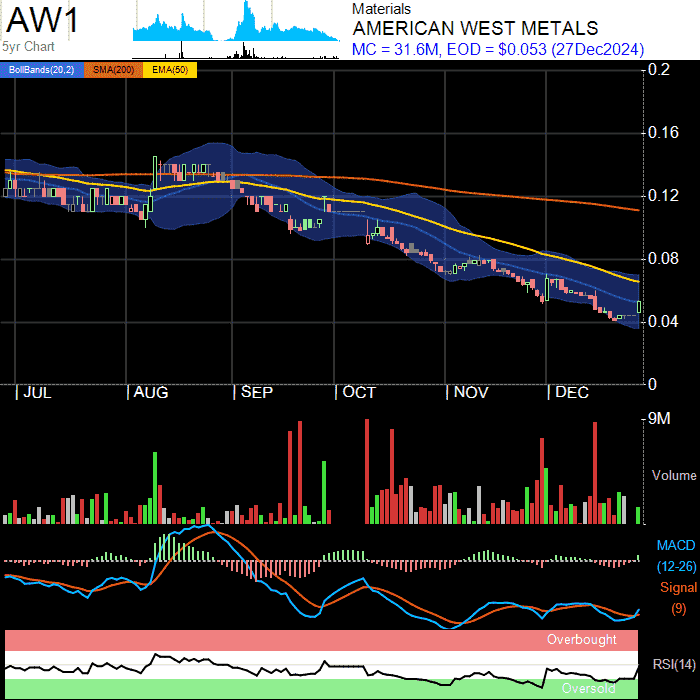 AW1
5yr Chart
Materials
AMERICAN WEST METALS
MC = 31.6M, EOD = $0.053 (27Dec2024)
BollBands(20,2) SMA(200) EMA(50)
0.2
0.16
0.12
0.08
0.04
0
JUL AUG SEP OCT NOV DEC
9M
Volume
MACD
(12-26)
Signal
(9)
Overbought
RSI(14)
Oversold